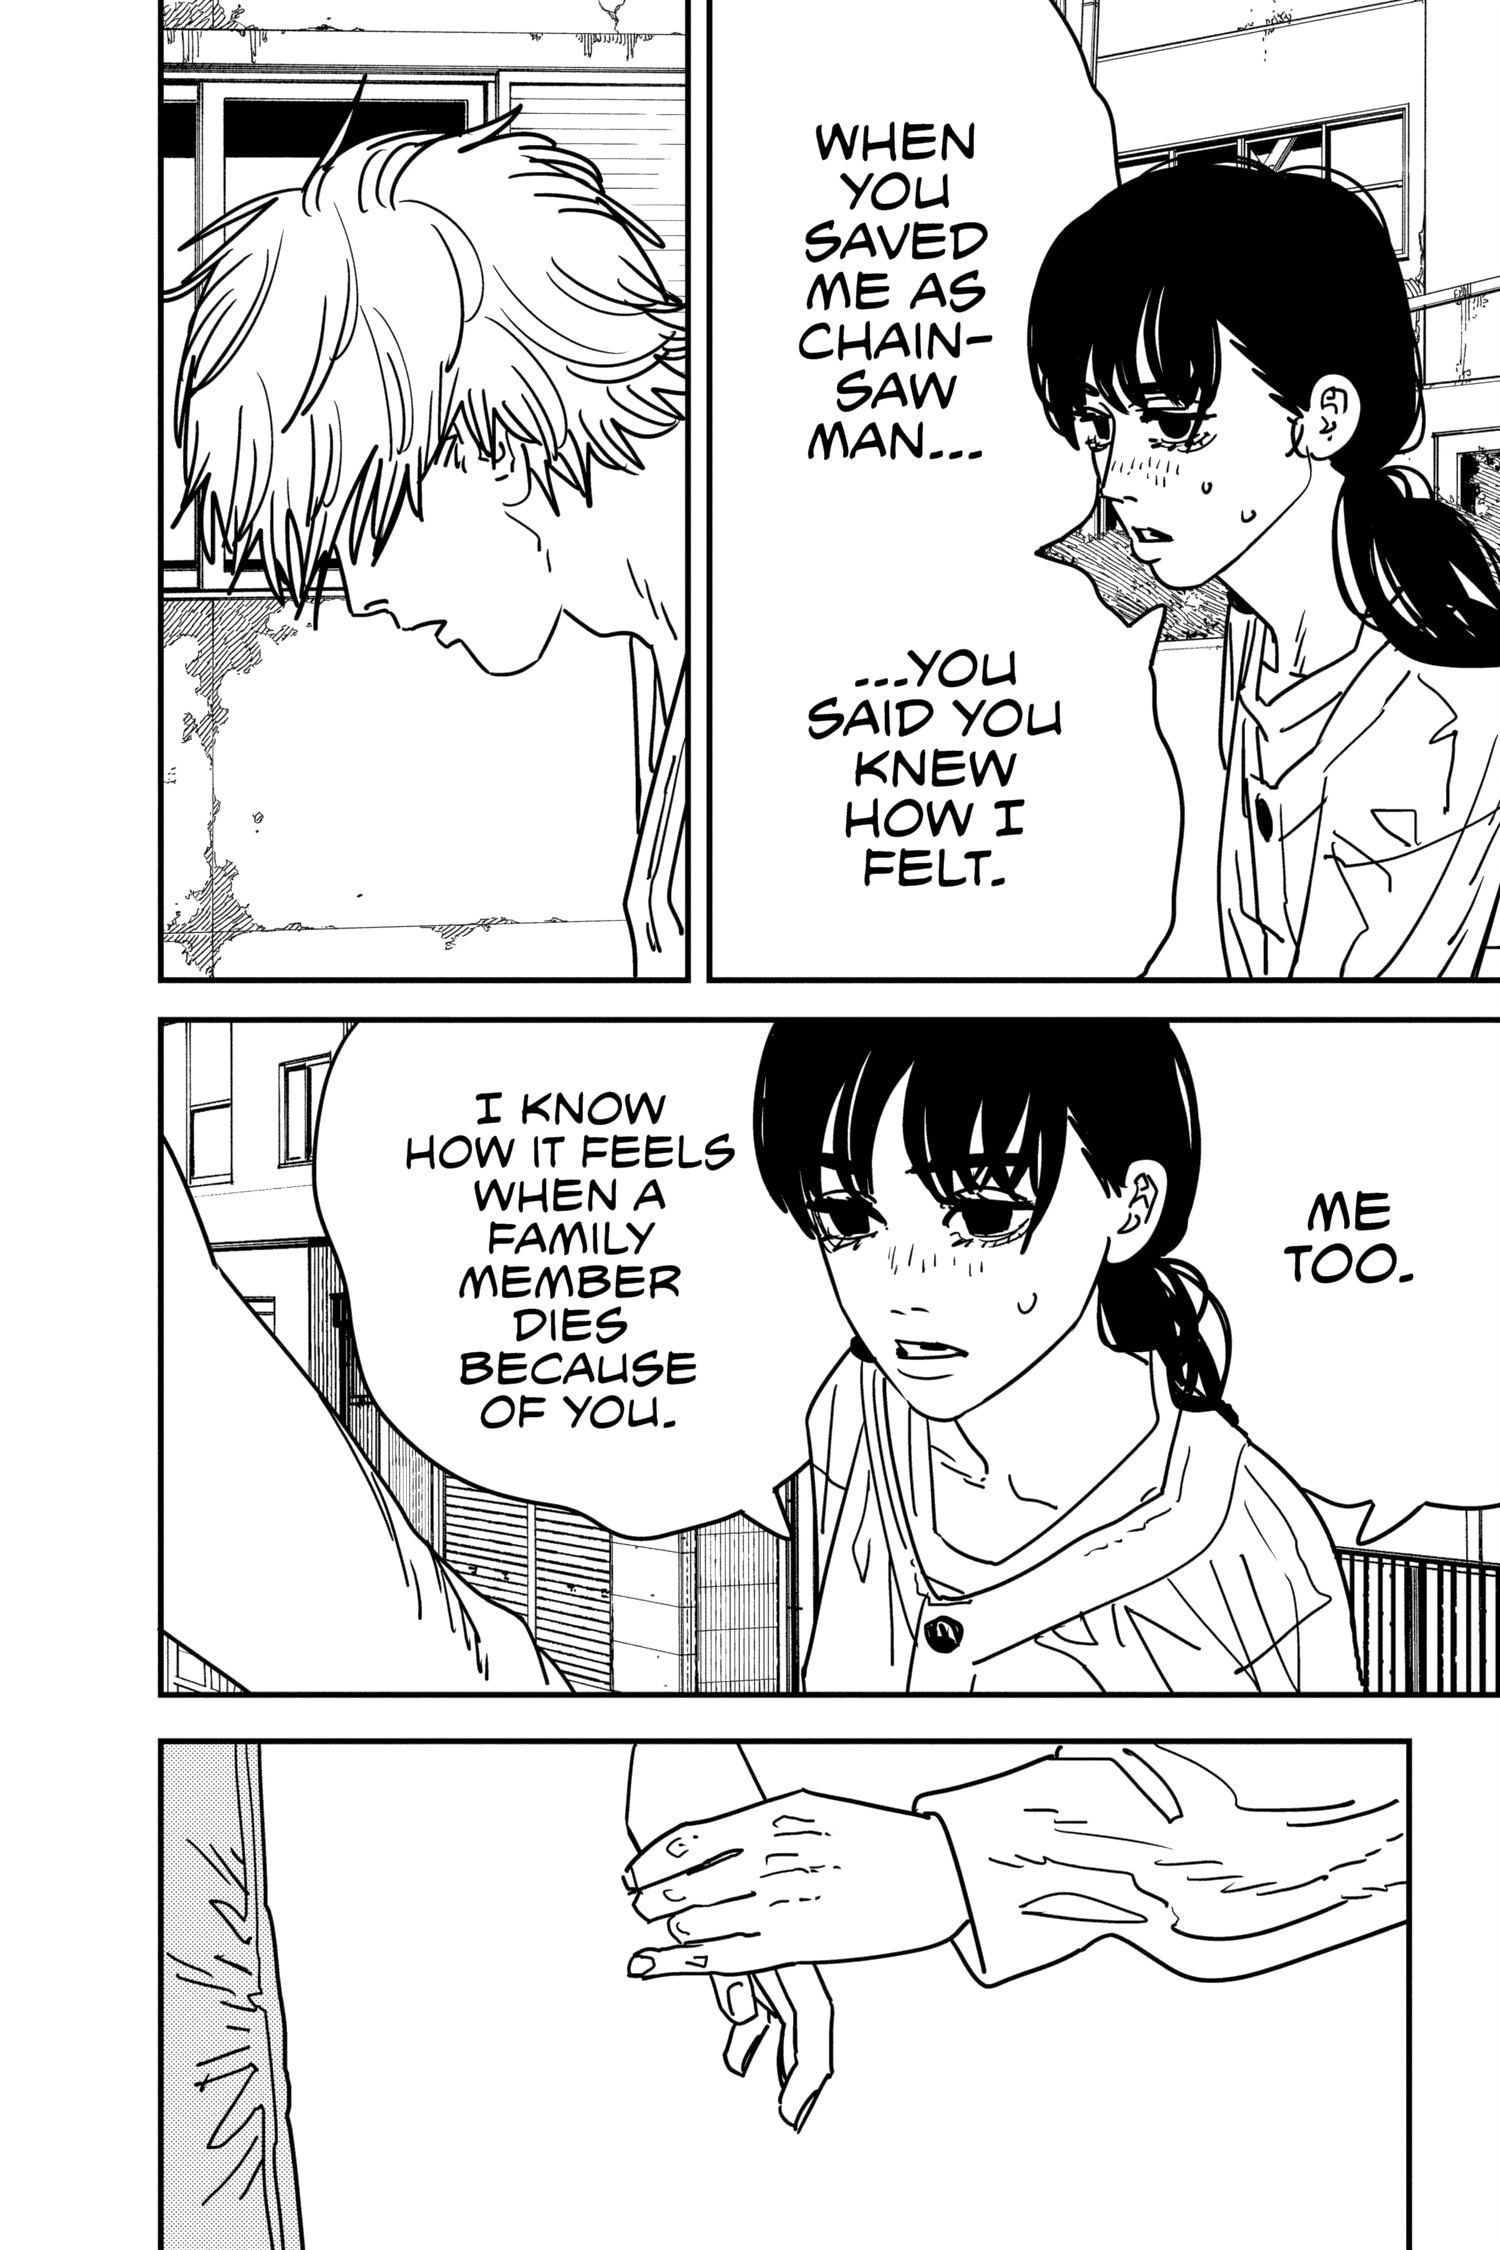 WHEN
YOU
SAVED
ME AS
CHAIN-
SAW
MAN...
...YOU
SAID YOU
KNEW
HOW I
FELT.
ME
TOO.
I KNOW
HOW IT FEELS
WHEN A
FAMILY
MEMBER
DIES
BECAUSE
OF YOU.